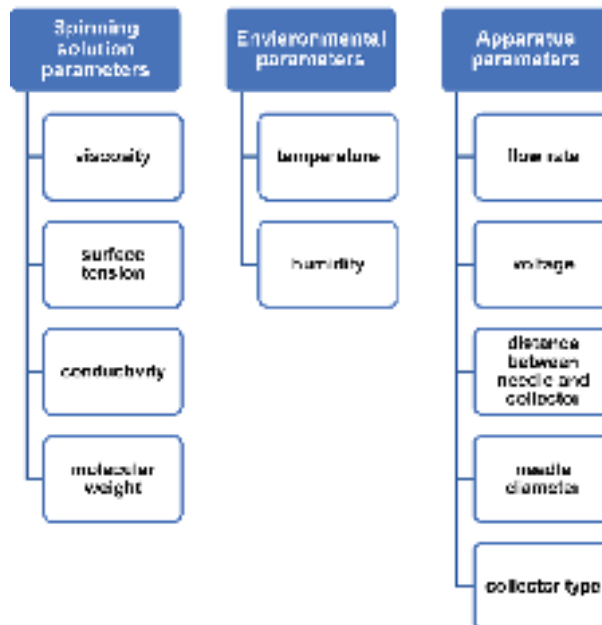 Spinning
solution
parameters
viscosity
surface
tension
conductivity
molecular
weight
Envieronmental
parameters
temperature
humidity
Apparatus
parameters
flow rate
voltage
distance
between
needle and
collector
needle
diameter
collector type